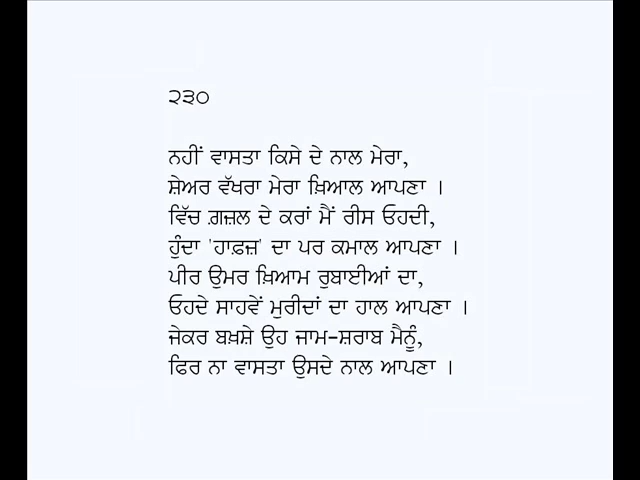 ੨੩੦
ਨਹੀਂ ਵਾਸਤਾ ਕਿਸੇ ਦੇ ਨਾਲ ਮੇਰਾ,
ਸ਼ੇਅਰ ਵੱਖਰਾ ਮੇਰਾ ਖ਼ਿਆਲ ਆਪਣਾ ।
ਵਿੱਚ ਗ਼ਜ਼ਲ ਦੇ ਕਰਾਂ ਮੈਂ ਰੀਸ ਓਹਦੀ,
ਹੁੰਦਾ 'ਹਾਫ਼ਜ਼' ਦਾ ਪਰ ਕਮਾਲ ਆਪਣਾ ।
ਪੀਰ ਉਮਰ ਖ਼ਿਆਮ ਰੁਬਾਈਆਂ ਦਾ,
ਓਹਦੇ ਸਾਹਵੇਂ ਮੁਰੀਦਾਂ ਦਾ ਹਾਲ ਆਪਣਾ ।
ਜੇਕਰ ਬਖ਼ਸ਼ੇ ਉਹ ਜਾਮ-ਸ਼ਰਾਬ ਮੈਨੂੰ,
ਫਿਰ ਨਾ ਵਾਸਤਾ ਉਸਦੇ ਨਾਲ ਆਪਣਾ ।